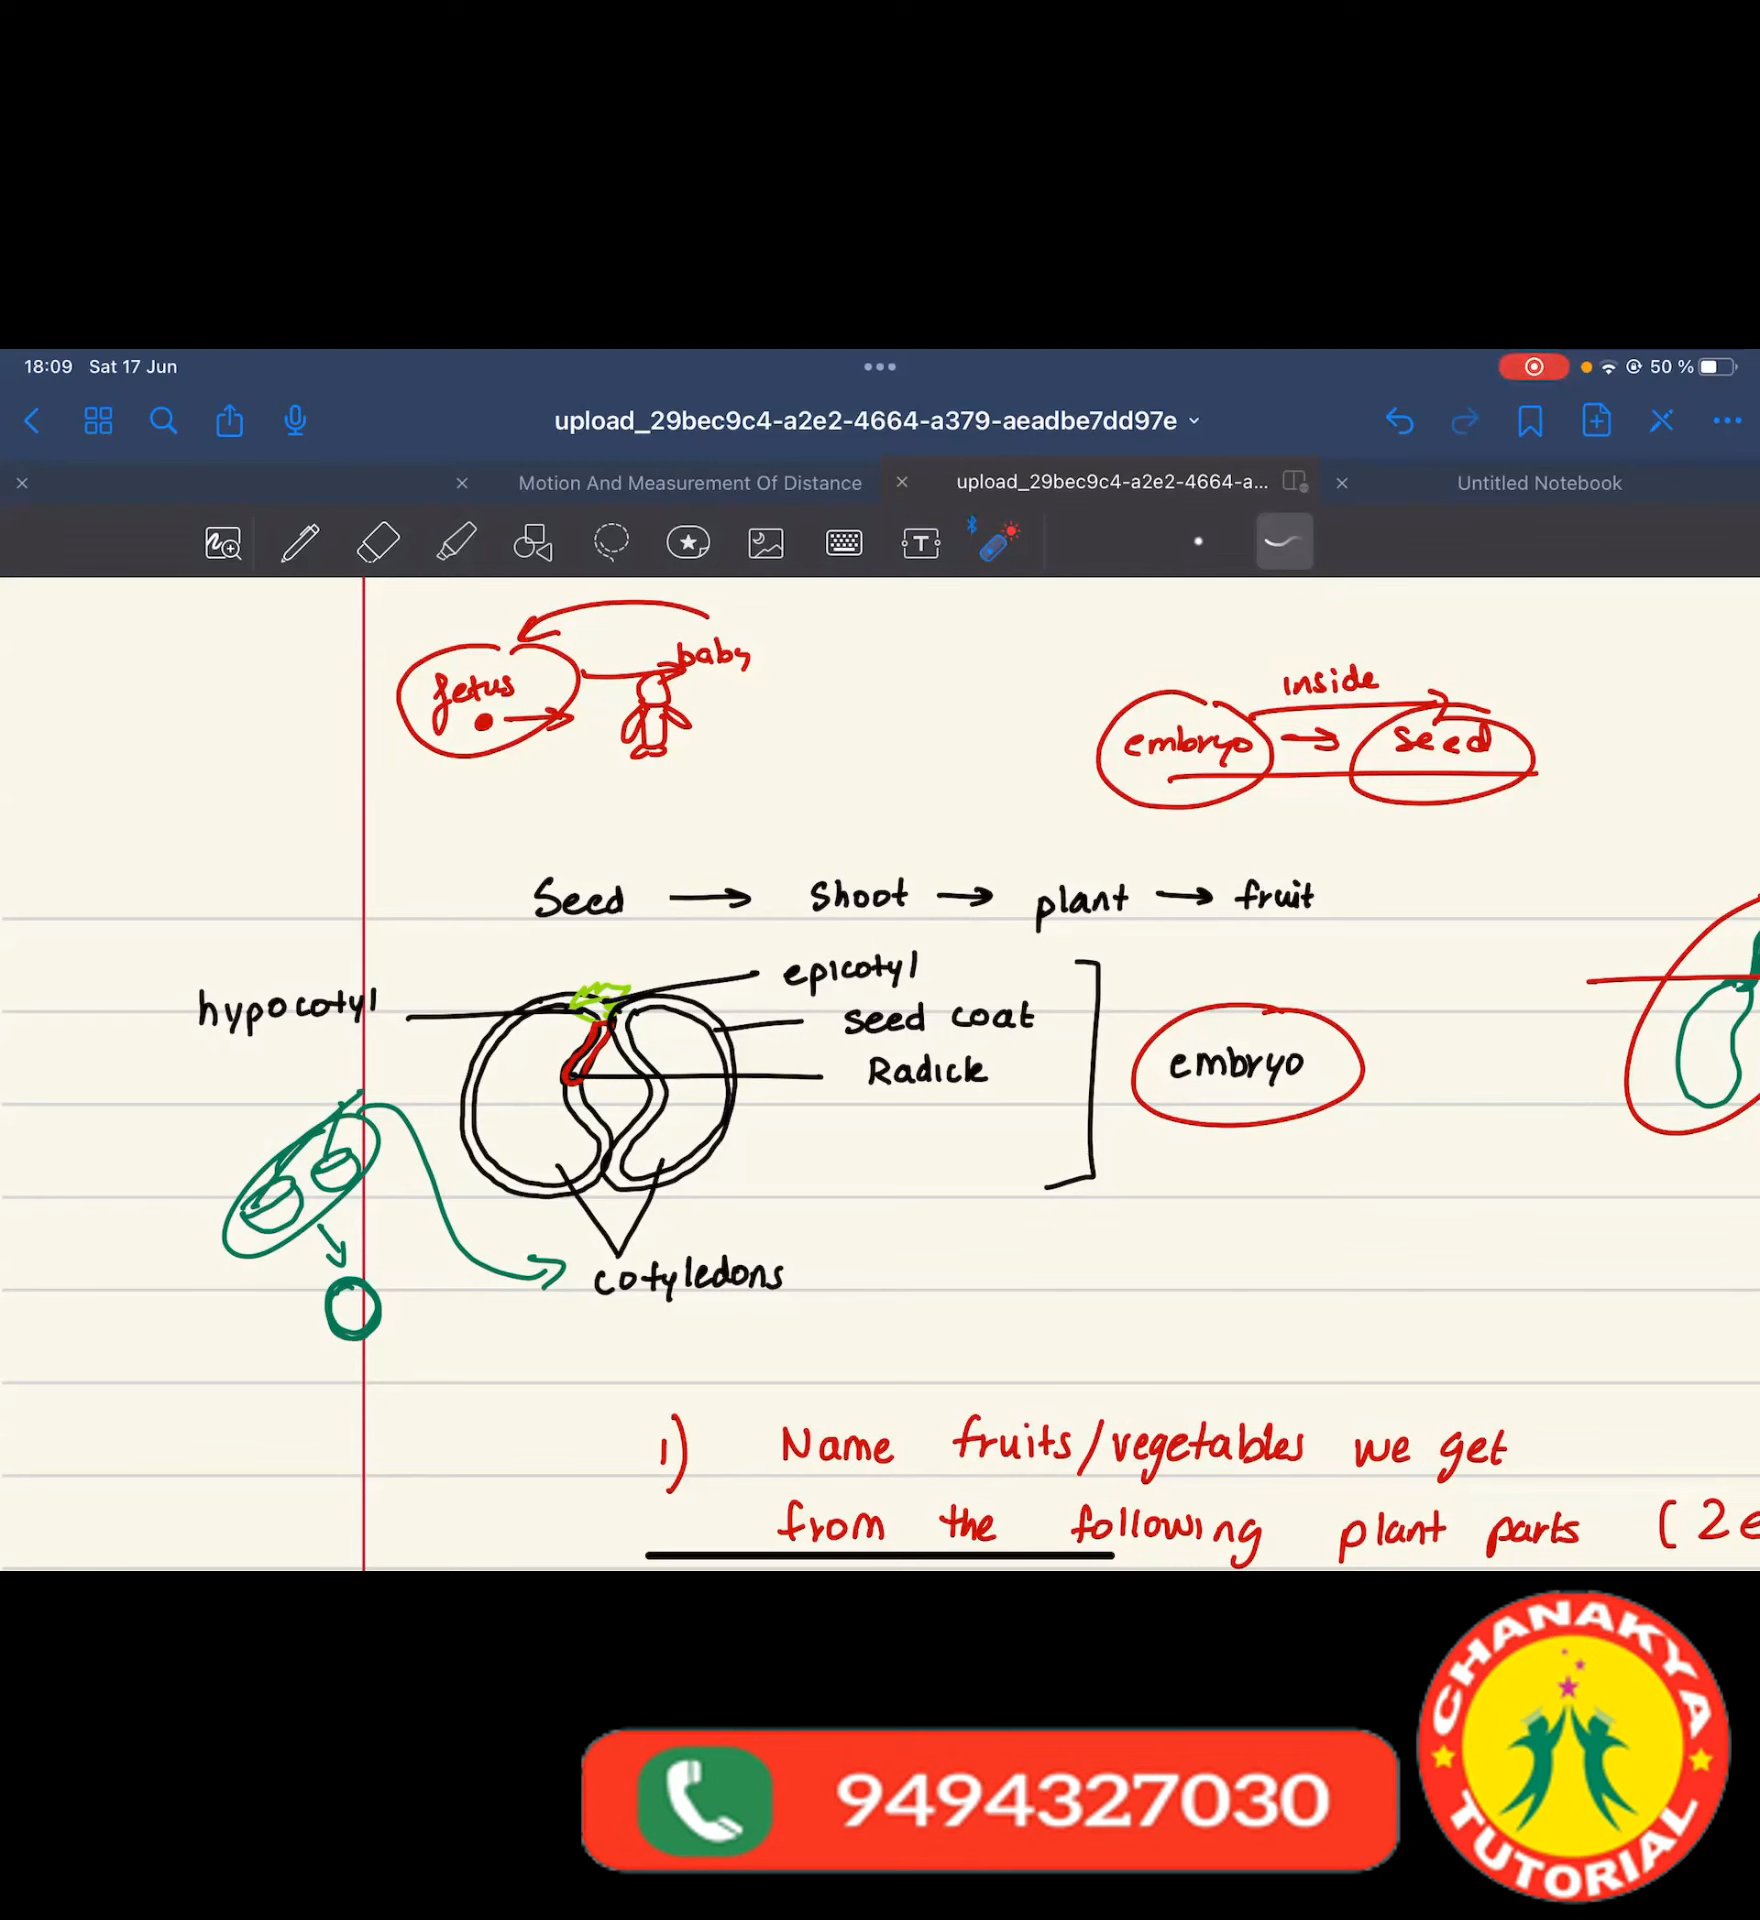 18:09 Sat 17 Jun
50 %
upload_29bec9c4-a2e2-4664-a379-aeadbe7dd97e
Motion And Measurement Of Distance
upload_29bec9c4-a2e2-4664-a...
Untitled Notebook
fetus
baby
inside
embryo → seed
Seed → Shoot → plant → fruit
epicotyl
hypocotyl
seed coat
Radicle
embryo
cotyledons
1) Name fruits/vegetables we get
from the following plant parts (2
9494327030
CHANAKYA
TUTORIAL